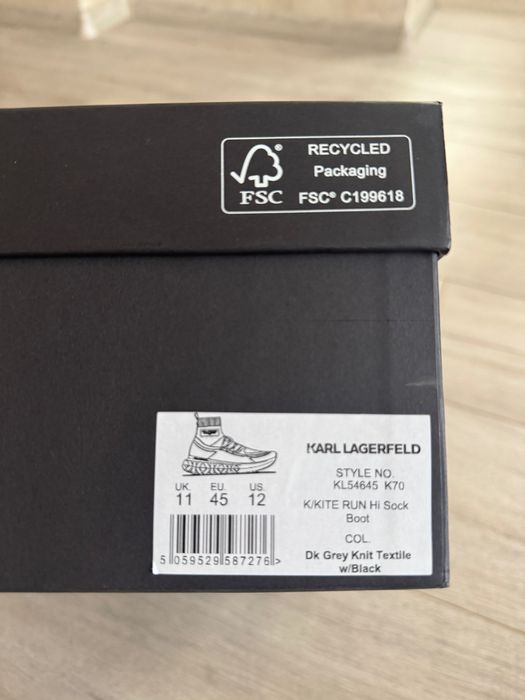 RECYCLED
Packaging
FSC® C199618
FSC
KARL LAGERFELD
STYLE NO.
KL54645 K70
K/KITE RUN Hi Sock
Boot
COL.
Dk Grey Knit Textile
w/Black
UK. EU. US.
11 45 12
5 059529 587276 >